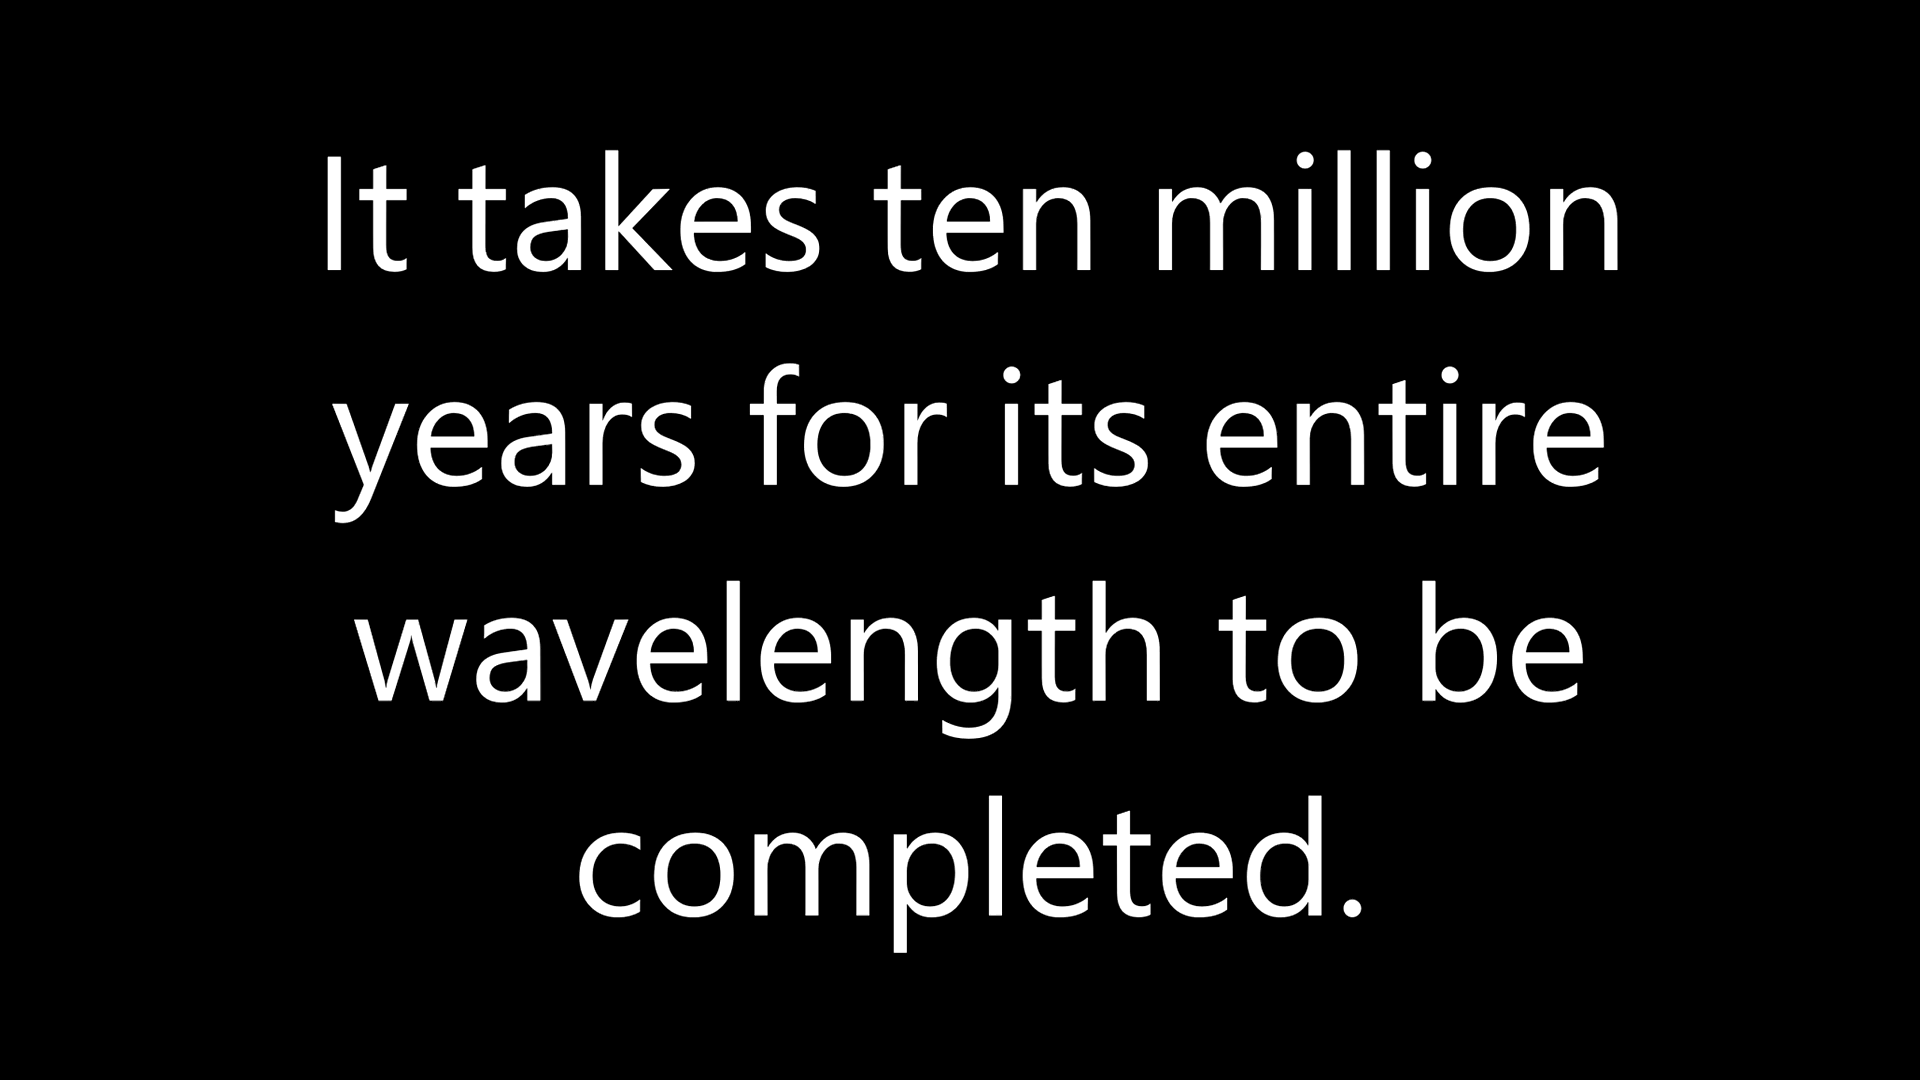 It takes ten million
years for its entire
wavelength to be
completed.